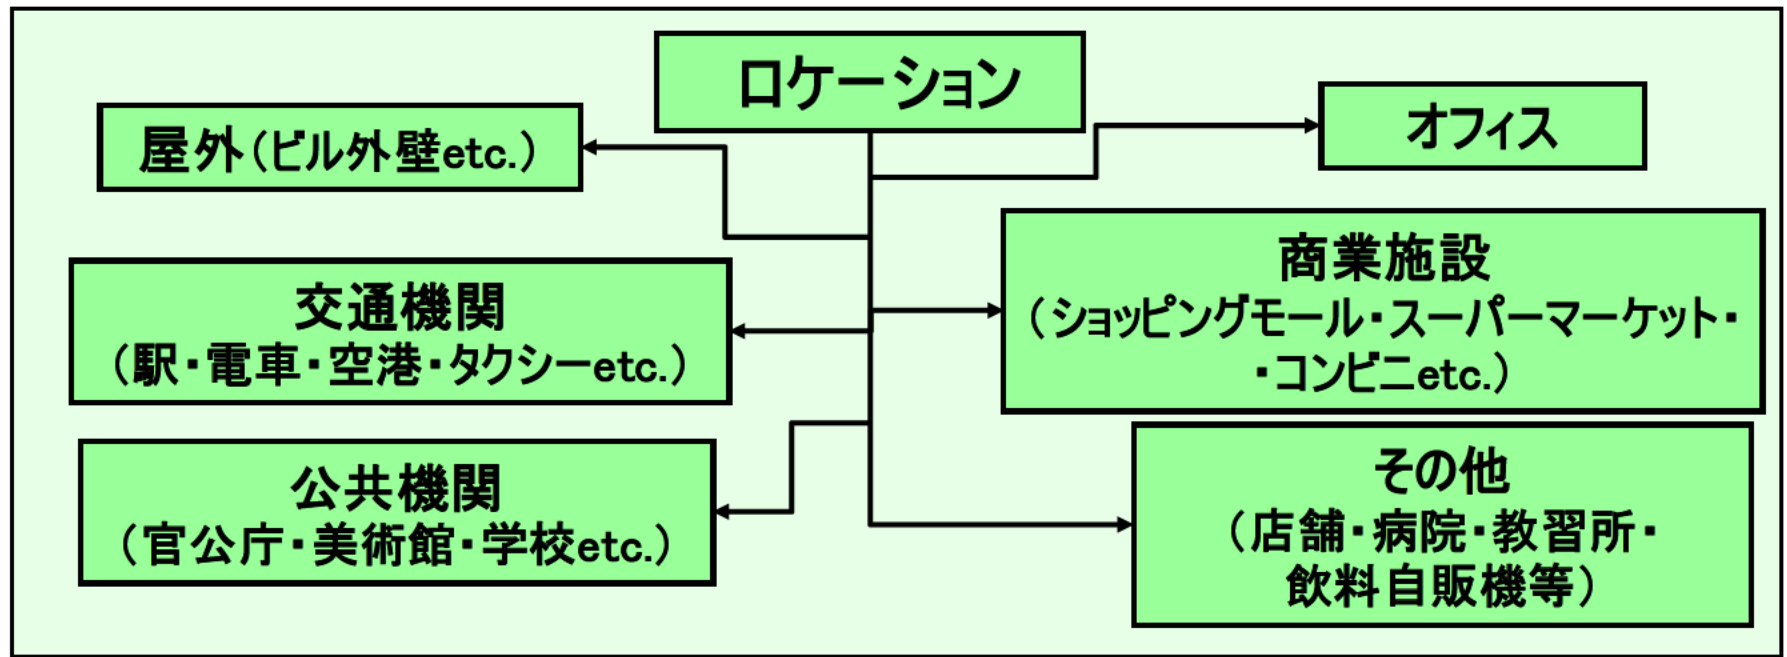 ロケーション
屋外(ビル外壁etc.)
オフィス
交通機関
(駅・電車・空港・タクシーetc.)
商業施設
(ショッピングモール・スーパーマーケット・
・コンビニetc.)
公共機関
(官公庁・美術館・学校etc.)
その他
(店舗・病院・教習所・
飲料自販機等)